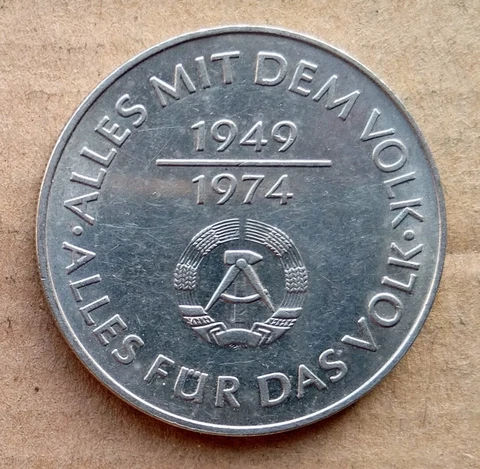 ·ALLES MIT DEM VOLK·
1949
1974
ALLES FÜR DAS VOLK